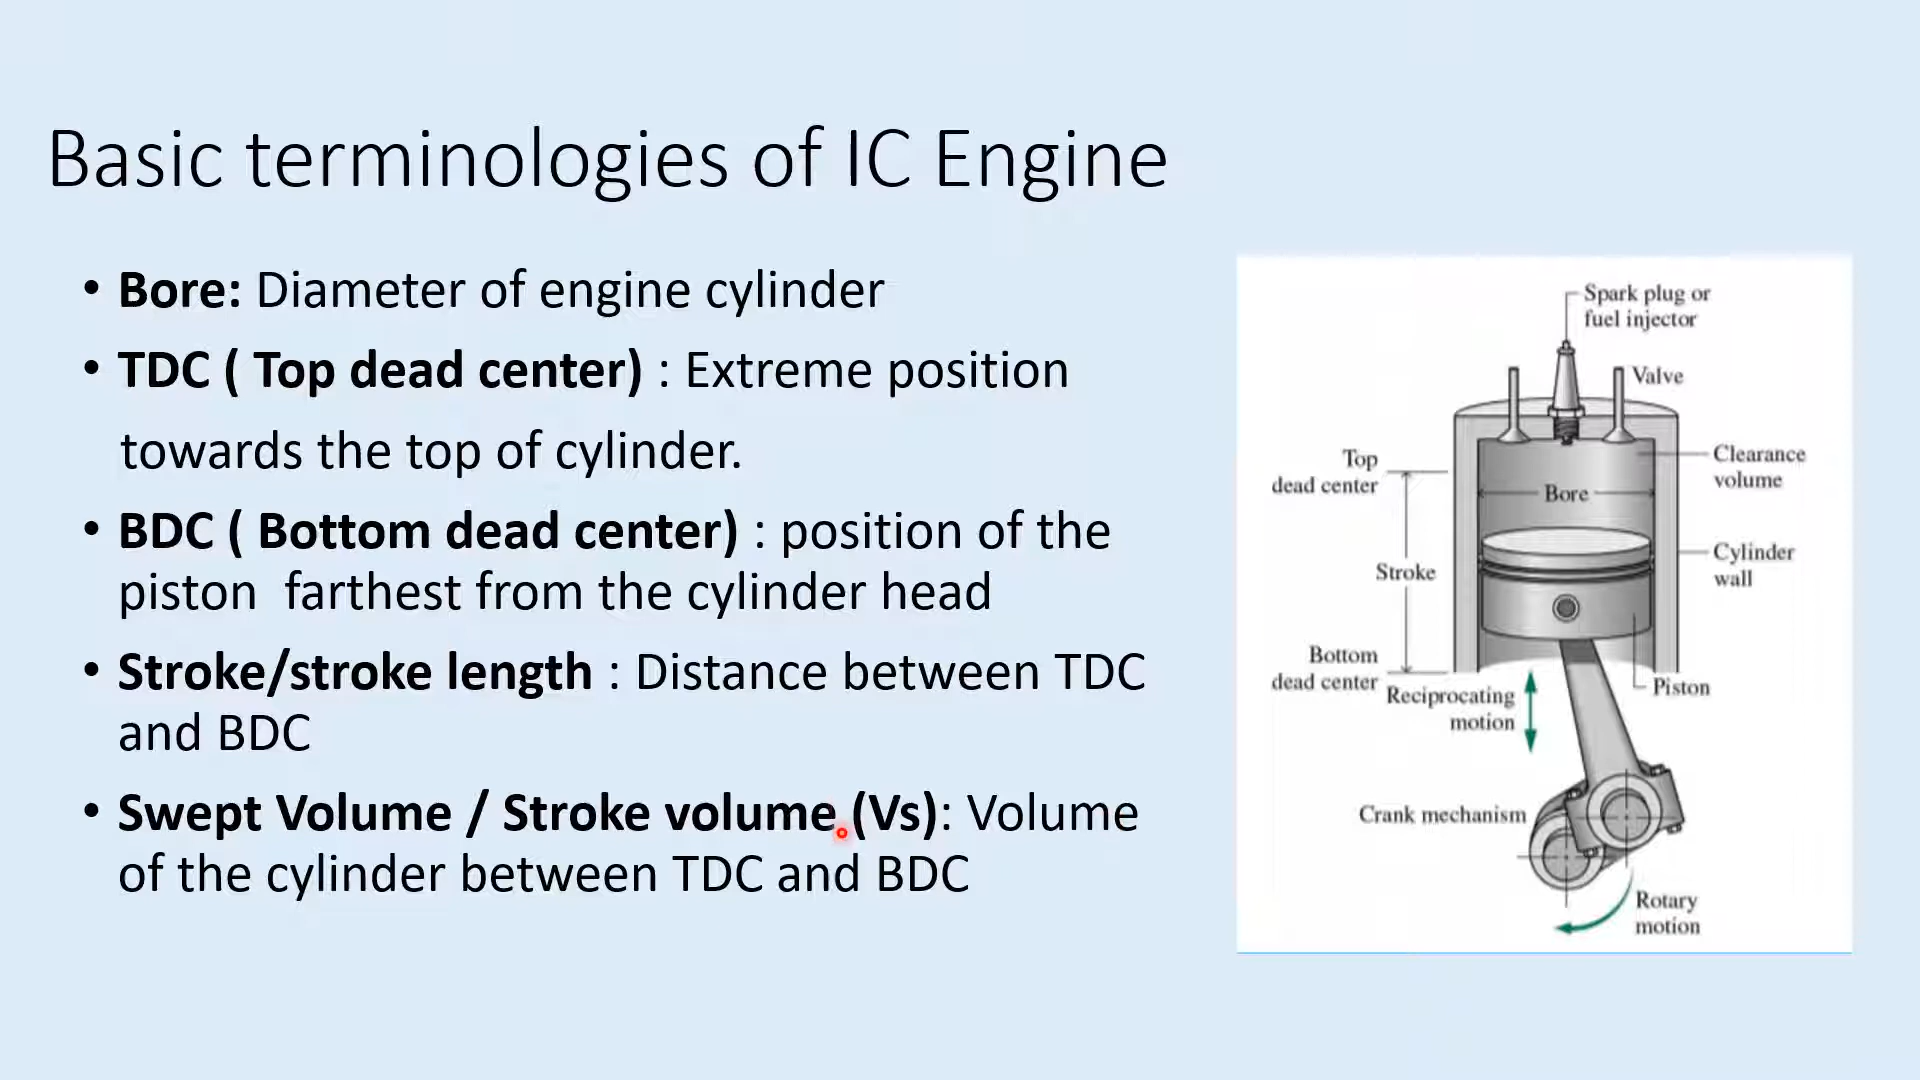 Basic terminologies of IC Engine
• Bore: Diameter of engine cylinder
• TDC ( Top dead center) : Extreme position
towards the top of cylinder.
• BDC ( Bottom dead center) : position of the
piston farthest from the cylinder head
• Stroke/stroke length : Distance between TDC
and BDC
• Swept Volume / Stroke volume (Vs): Volume
of the cylinder between TDC and BDC
Spark plug or
fuel injector
Valve
Top
dead center
Clearance
volume
Bore
Stroke
Cylinder
wall
Bottom
dead center
Reciprocating
motion
Piston
Crank mechanism
Rotary
motion